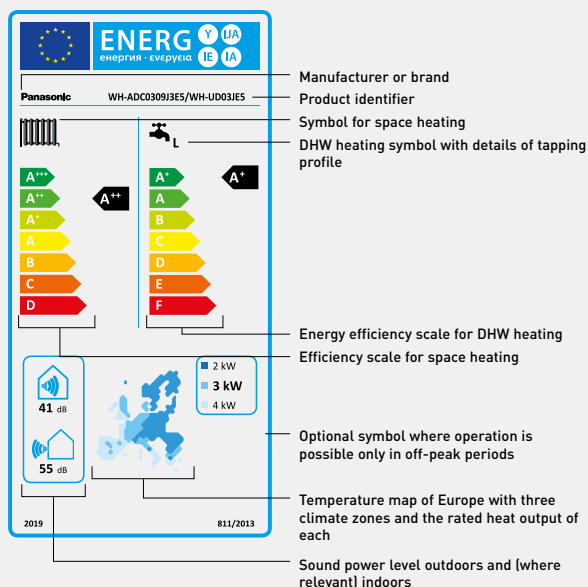 ENERG
енергия · ενεργεια
Y
IJA
IE
IA
Panasonic
WH-ADC0309J3E5/WH-UD03JE5
L
A+++
A++
A+
A
B
C
D
A++
A+
A
B
C
D
E
F
A+
41 dB
55 dB
2 kW
3 kW
4 kW
2019
811/2013
Manufacturer or brand
Product identifier
Symbol for space heating
DHW heating symbol with details of tapping
profile
Energy efficiency scale for DHW heating
Efficiency scale for space heating
Optional symbol where operation is
possible only in off-peak periods
Temperature map of Europe with three
climate zones and the rated heat output of
each
Sound power level outdoors and (where
relevant) indoors